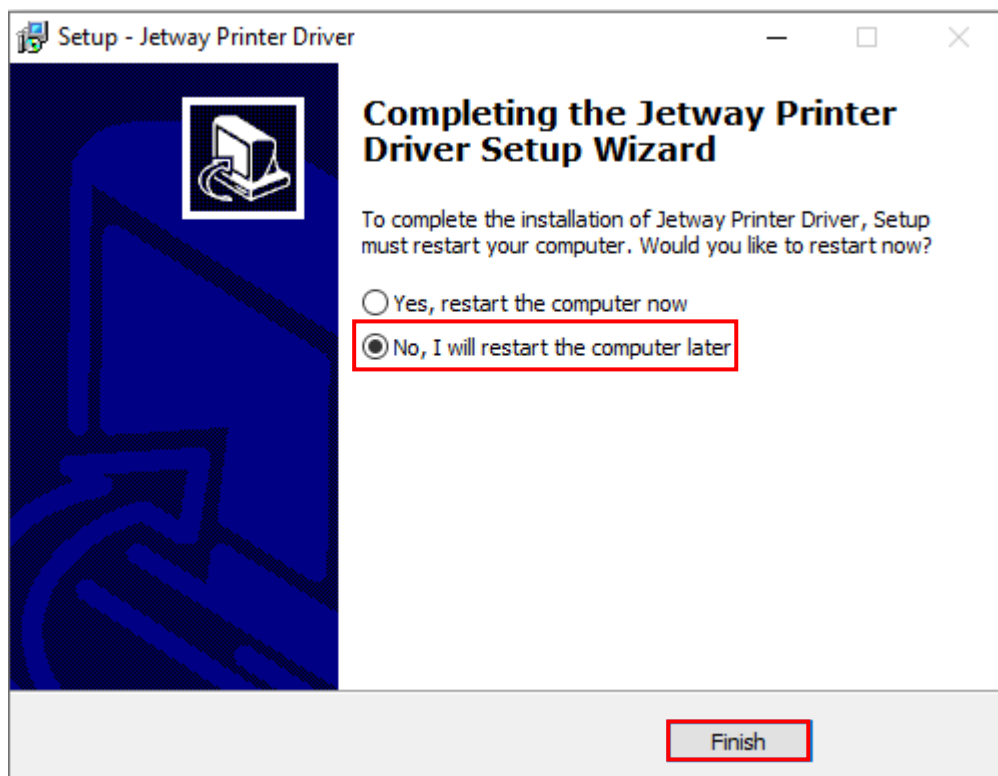 Setup - Jetway Printer Driver
Completing the Jetway Printer
Driver Setup Wizard
To complete the installation of Jetway Printer Driver, Setup
must restart your computer. Would you like to restart now?
Yes, restart the computer now
No, I will restart the computer later
Finish